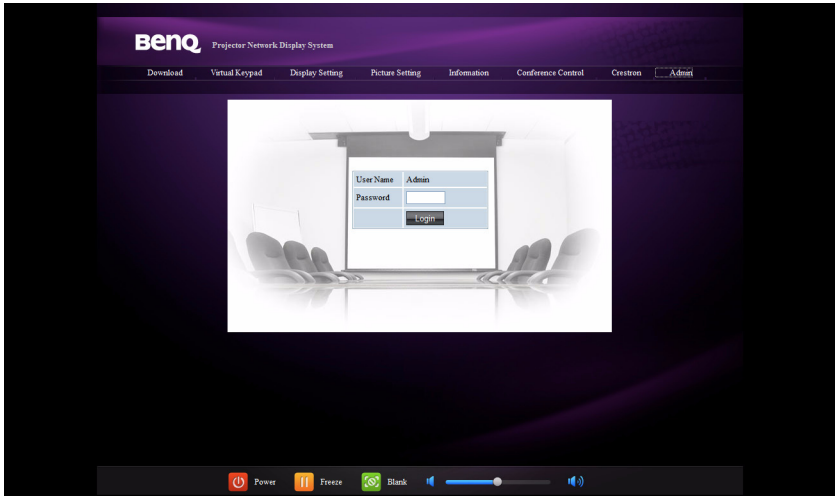 BenQ Projector Network Display System
Download Virtual Keypad Display Setting Picture Setting Information Conference Control Crestron Admin
User Name Admin
Password
Login
Power Freeze Blank